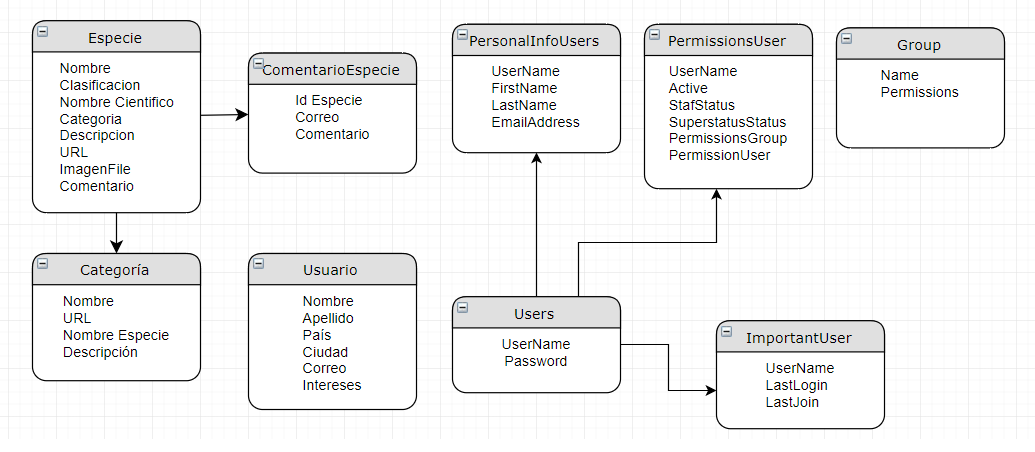 Especie
Nombre
Clasificacion
Nombre Cientifico
Categoria
Descripcion
URL
ImagenFile
Comentario
ComentarioEspecie
Id Especie
Correo
Comentario
PersonalInfoUsers
UserName
FirstName
LastName
EmailAddress
PermissionsUser
UserName
Active
StafStatus
SuperstatusStatus
PermissionsGroup
PermissionUser
Group
Name
Permissions
Categoría
Nombre
URL
Nombre Especie
Descripción
Usuario
Nombre
Apellido
País
Ciudad
Correo
Intereses
Users
UserName
Password
ImportantUser
UserName
LastLogin
LastJoin